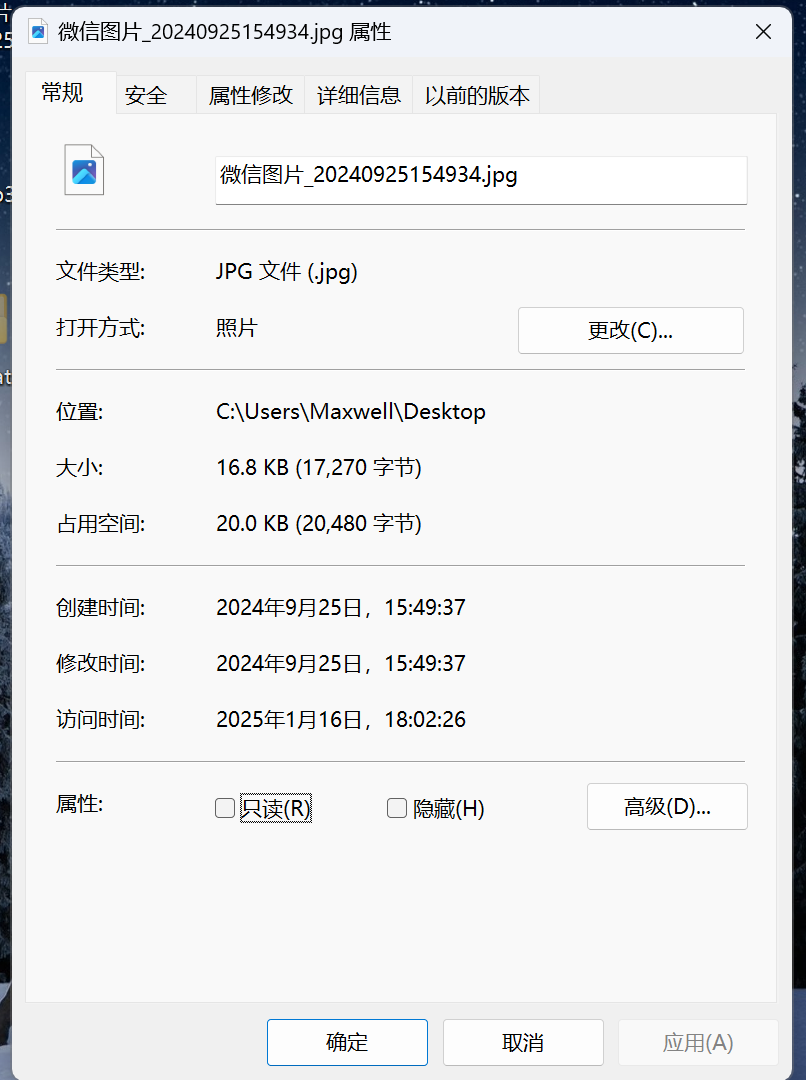 微信图片_20240925154934.jpg 属性
常规 安全 属性修改 详细信息 以前的版本
微信图片_20240925154934.jpg
文件类型: JPG 文件 (.jpg)
打开方式: 照片 更改(C)...
位置: C:\Users\Maxwell\Desktop
大小: 16.8 KB (17,270 字节)
占用空间: 20.0 KB (20,480 字节)
创建时间: 2024年9月25日，15:49:37
修改时间: 2024年9月25日，15:49:37
访问时间: 2025年1月16日，18:02:26
属性: 只读(R) 隐藏(H) 高级(D)...
确定 取消 应用(A)